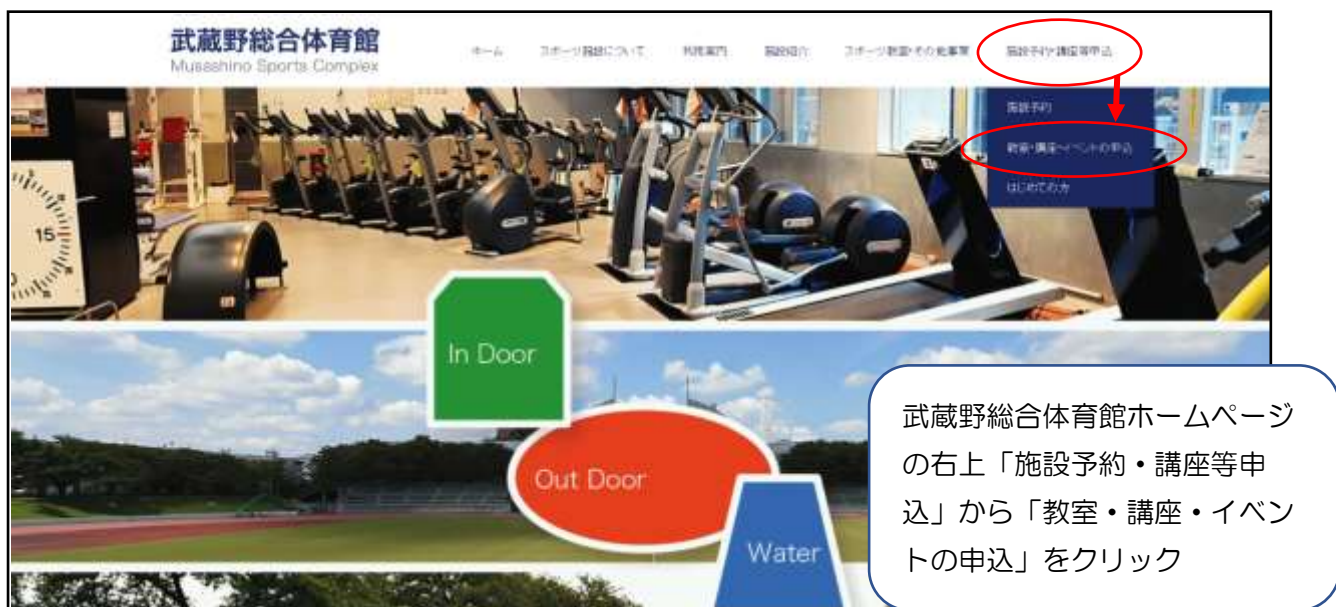 武蔵野総合体育館
Musashino Sports Complex
ホーム
スポーツ施設について
利用案内
施設紹介
スポーツ教室・その他事業
施設予約・講座等申込
施設予約
教室・講座・イベントの申込
はじめての方
15
In Door
Out Door
Water
武蔵野総合体育館ホームページ
の右上「施設予約・講座等申
込」から「教室・講座・イベン
トの申込」をクリック